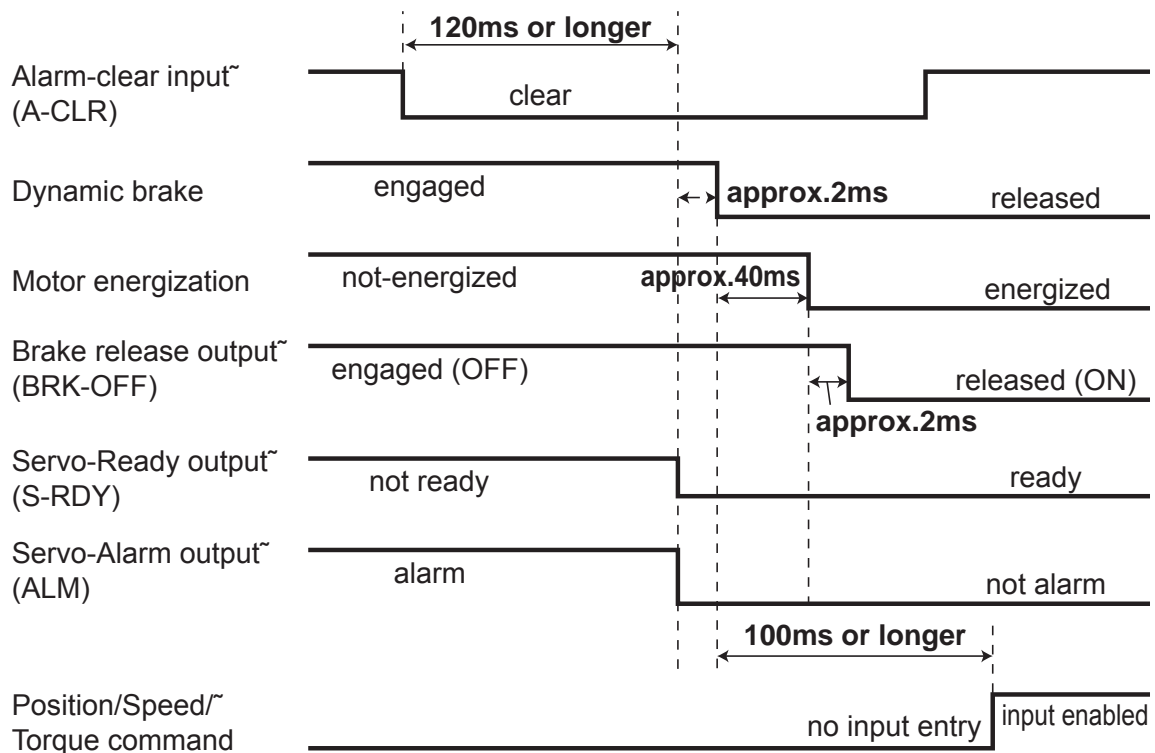 120ms or longer
Alarm-clear input˜
(A-CLR)
clear
Dynamic brake
engaged
approx.2ms
released
Motor energization
not-energized
approx.40ms
energized
Brake release output˜
(BRK-OFF)
engaged (OFF)
released (ON)
approx.2ms
Servo-Ready output˜
(S-RDY)
not ready
ready
Servo-Alarm output˜
(ALM)
alarm
not alarm
100ms or longer
Position/Speed/˜
Torque command
no input entry
input enabled